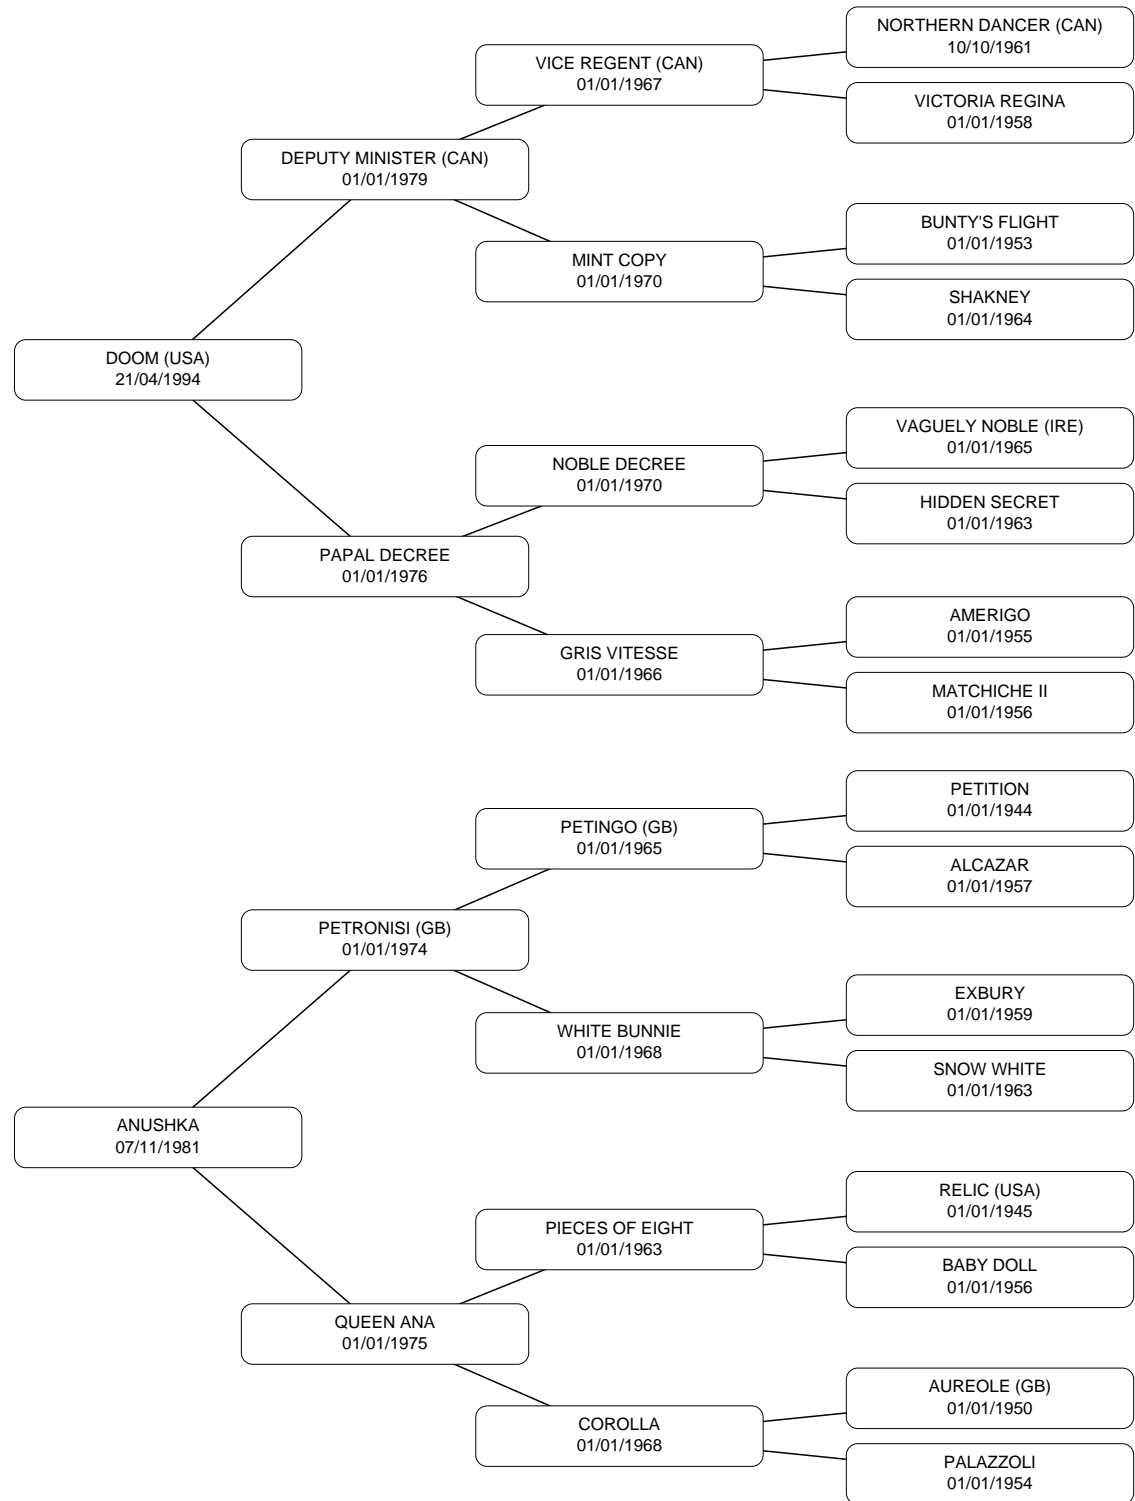 NORTHERN DANCER (CAN)
10/10/1961
VICE REGENT (CAN)
01/01/1967
VICTORIA REGINA
01/01/1958
DEPUTY MINISTER (CAN)
01/01/1979
BUNTY'S FLIGHT
01/01/1953
MINT COPY
01/01/1970
SHAKNEY
01/01/1964
DOOM (USA)
21/04/1994
VAGUELY NOBLE (IRE)
01/01/1965
NOBLE DECREE
01/01/1970
HIDDEN SECRET
01/01/1963
PAPAL DECREE
01/01/1976
AMERIGO
01/01/1955
GRIS VITESSE
01/01/1966
MATCHICHE II
01/01/1956
PETITION
01/01/1944
PETINGO (GB)
01/01/1965
ALCAZAR
01/01/1957
PETRONISI (GB)
01/01/1974
EXBURY
01/01/1959
WHITE BUNNIE
01/01/1968
SNOW WHITE
01/01/1963
ANUSHKA
07/11/1981
RELIC (USA)
01/01/1945
PIECES OF EIGHT
01/01/1963
BABY DOLL
01/01/1956
QUEEN ANA
01/01/1975
AUREOLE (GB)
01/01/1950
COROLLA
01/01/1968
PALAZZOLI
01/01/1954